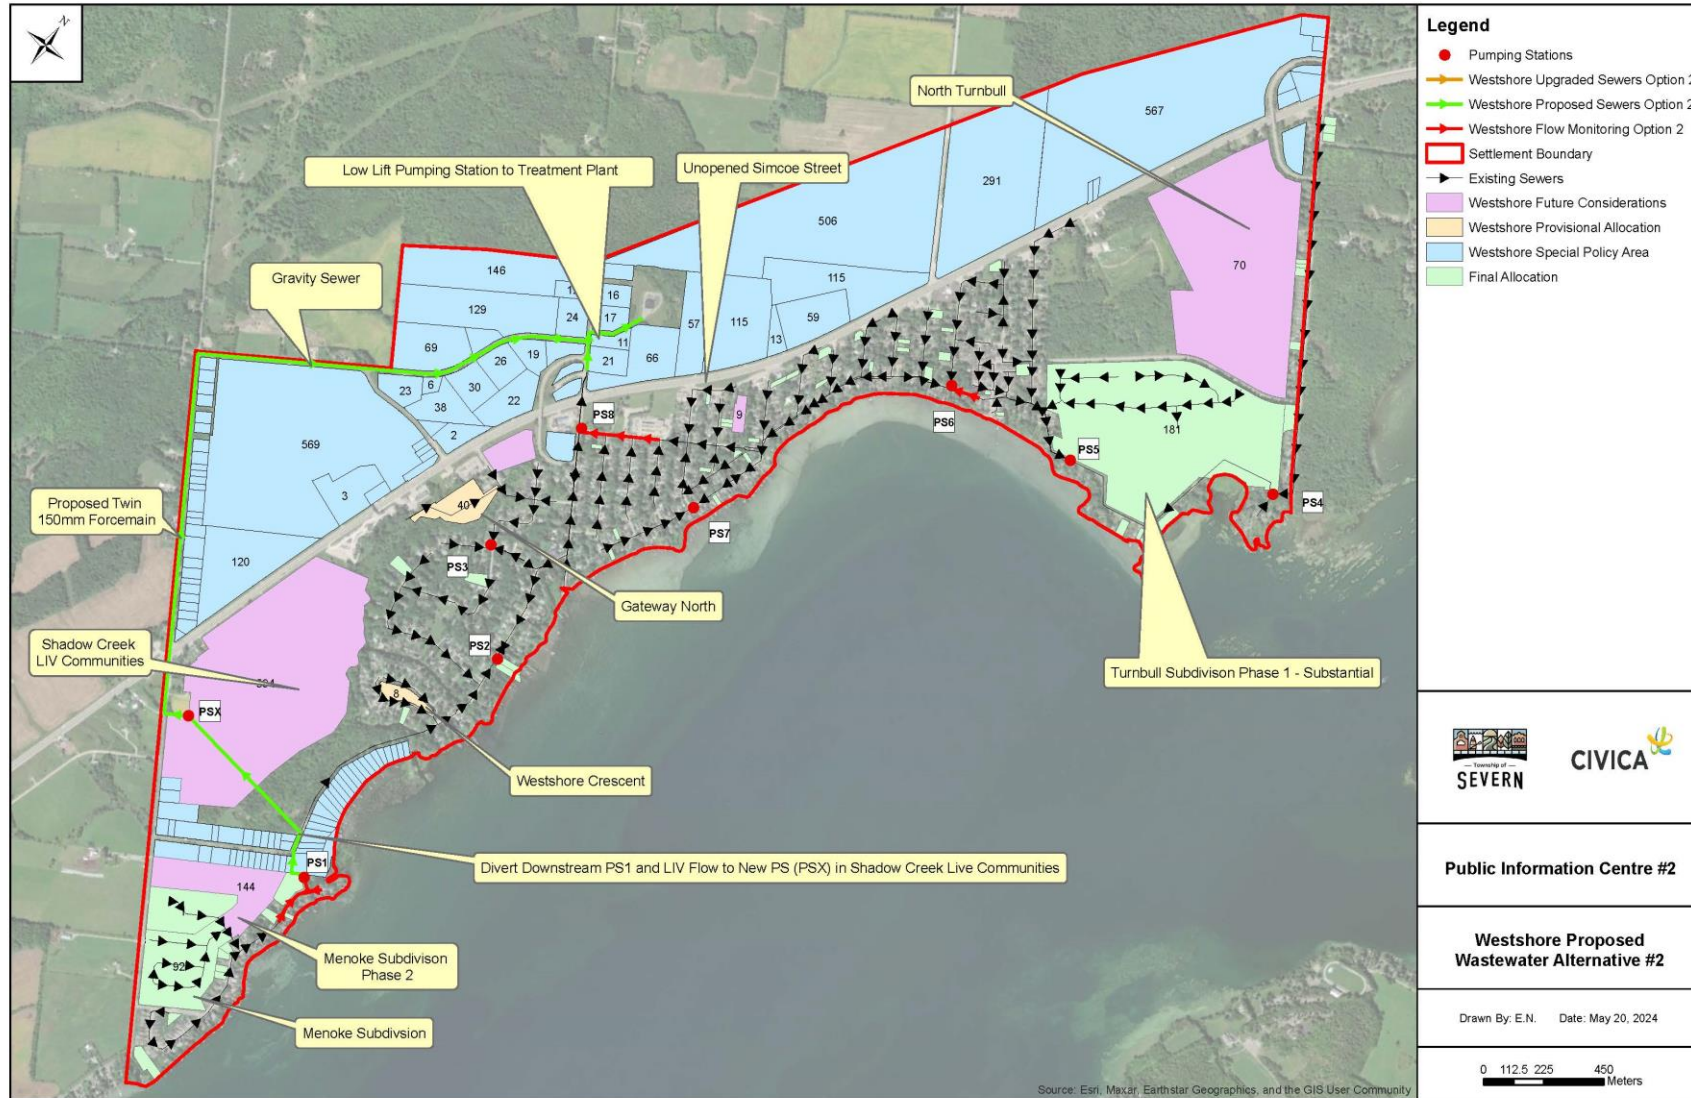 N
Legend
Pumping Stations
Westshore Upgraded Sewers Option 2
Westshore Proposed Sewers Option 2
Westshore Flow Monitoring Option 2
Settlement Boundary
Existing Sewers
Westshore Future Considerations
Westshore Provisional Allocation
Westshore Special Policy Area
Final Allocation
North Turnbull
567
Low Lift Pumping Station to Treatment Plant
Unopened Simcoe Street
291
506
Gravity Sewer
146
115
70
16
129
24
17
57
115
59
69
19
11
13
26
21
66
23
6
30
38
22
2
PS8
9
PS6
569
181
PS5
3
40
Proposed Twin
150mm Forcemain
PS4
PS7
120
PS3
Gateway North
Shadow Creek
LIV Communities
PS2
Turnbull Subdivison Phase 1 - Substantial
8
PSX
Westshore Crescent
PS1
Divert Downstream PS1 and LIV Flow to New PS (PSX) in Shadow Creek Live Communities
144
Menoke Subdivison
Phase 2
92
Menoke Subdivsion
Source: Esri, Maxar, Earthstar Geographics, and the GIS User Community
Township of
SEVERN
CIVICA
Public Information Centre #2
Westshore Proposed
Wastewater Alternative #2
Drawn By: E.N. Date: May 20, 2024
0 112.5 225 450
Meters